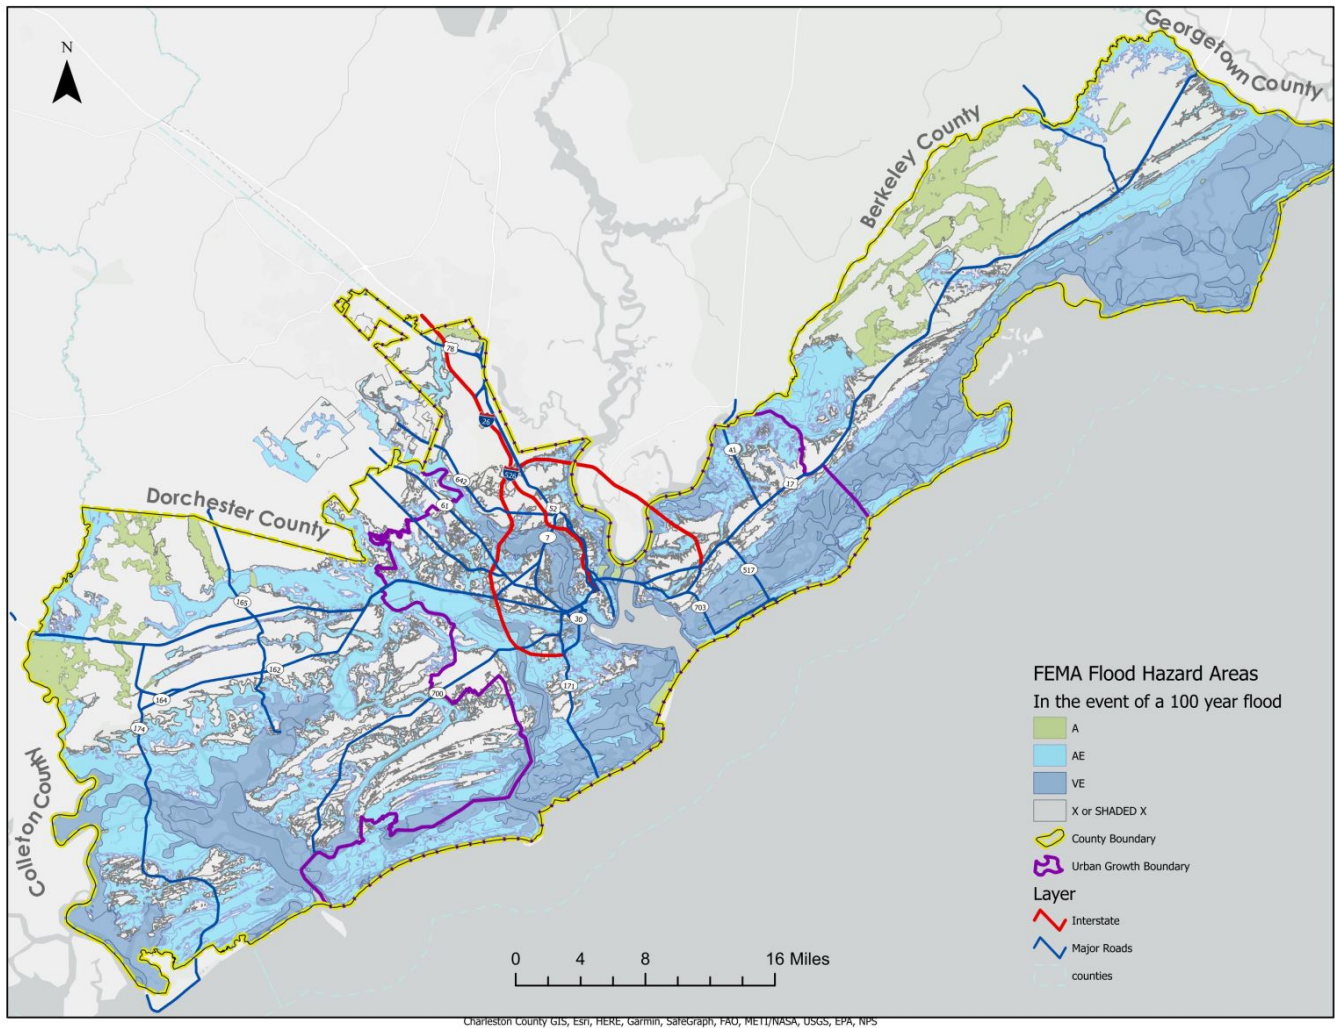 N
Georgetown County
Berkeley County
78
26
526
41
17
642
61
52
7
517
703
Dorchester County
30
165
162
164
700
171
174
Colleton County
FEMA Flood Hazard Areas
In the event of a 100 year flood
A
AE
VE
X or SHADED X
County Boundary
Urban Growth Boundary
Layer
Interstate
Major Roads
counties
0 4 8 16 Miles
Charleston County GIS, Esri, HERE, Garmin, SafeGraph, FAO, METI/NASA, USGS, EPA, NPS